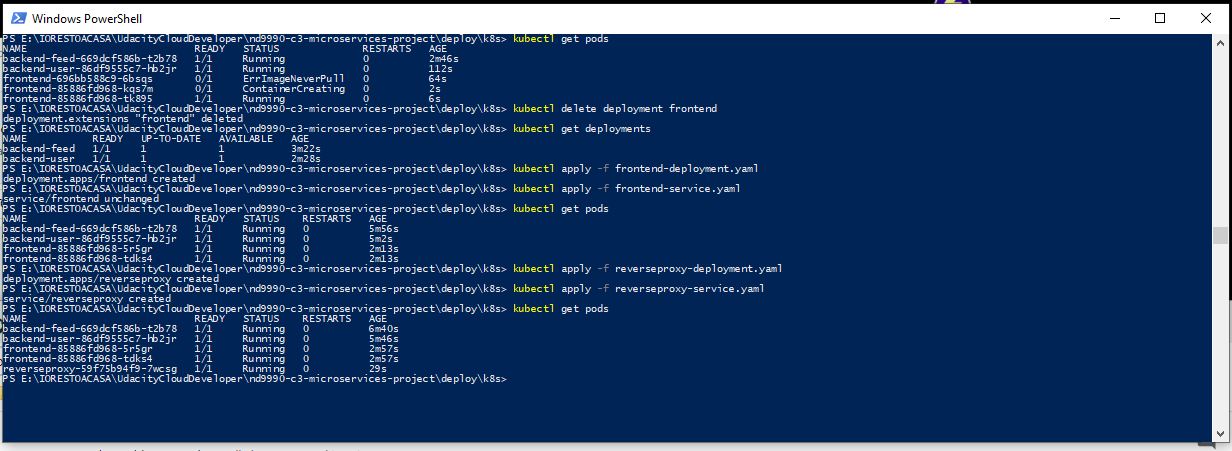 Windows PowerShell
PS E:\IORESTOACASA\UdacityCloudDeveloper\nd9990-c3-microservices-project\deploy\k8s> kubectl get pods
NAME READY STATUS RESTARTS AGE
backend-feed-669dcf586b-t2b78 1/1 Running 0 2m46s
backend-user-86df9555c7-hb2jr 1/1 Running 0 112s
frontend-696bb588c9-6bsqs 0/1 ErrImageNeverPull 0 64s
frontend-85886fd968-kqs7m 0/1 ContainerCreating 0 2s
frontend-85886fd968-tk895 1/1 Running 0 6s
PS E:\IORESTOACASA\UdacityCloudDeveloper\nd9990-c3-microservices-project\deploy\k8s> kubectl delete deployment frontend
deployment.extensions "frontend" deleted
PS E:\IORESTOACASA\UdacityCloudDeveloper\nd9990-c3-microservices-project\deploy\k8s> kubectl get deployments
NAME READY UP-TO-DATE AVAILABLE AGE
backend-feed 1/1 1 1 3m22s
backend-user 1/1 1 1 2m28s
PS E:\IORESTOACASA\UdacityCloudDeveloper\nd9990-c3-microservices-project\deploy\k8s> kubectl apply -f frontend-deployment.yaml
deployment.apps/frontend created
PS E:\IORESTOACASA\UdacityCloudDeveloper\nd9990-c3-microservices-project\deploy\k8s> kubectl apply -f frontend-service.yaml
service/frontend unchanged
PS E:\IORESTOACASA\UdacityCloudDeveloper\nd9990-c3-microservices-project\deploy\k8s> kubectl get pods
NAME READY STATUS RESTARTS AGE
backend-feed-669dcf586b-t2b78 1/1 Running 0 5m56s
backend-user-86df9555c7-hb2jr 1/1 Running 0 5m2s
frontend-85886fd968-5r5gr 1/1 Running 0 2m13s
frontend-85886fd968-tdks4 1/1 Running 0 2m13s
PS E:\IORESTOACASA\UdacityCloudDeveloper\nd9990-c3-microservices-project\deploy\k8s> kubectl apply -f reverseproxy-deployment.yaml
deployment.apps/reverseproxy created
PS E:\IORESTOACASA\UdacityCloudDeveloper\nd9990-c3-microservices-project\deploy\k8s> kubectl apply -f reverseproxy-service.yaml
service/reverseproxy created
PS E:\IORESTOACASA\UdacityCloudDeveloper\nd9990-c3-microservices-project\deploy\k8s> kubectl get pods
NAME READY STATUS RESTARTS AGE
backend-feed-669dcf586b-t2b78 1/1 Running 0 6m40s
backend-user-86df9555c7-hb2jr 1/1 Running 0 5m46s
frontend-85886fd968-5r5gr 1/1 Running 0 2m57s
frontend-85886fd968-tdks4 1/1 Running 0 2m57s
reverseproxy-59f75b94f9-7wcsg 1/1 Running 0 29s
PS E:\IORESTOACASA\UdacityCloudDeveloper\nd9990-c3-microservices-project\deploy\k8s>